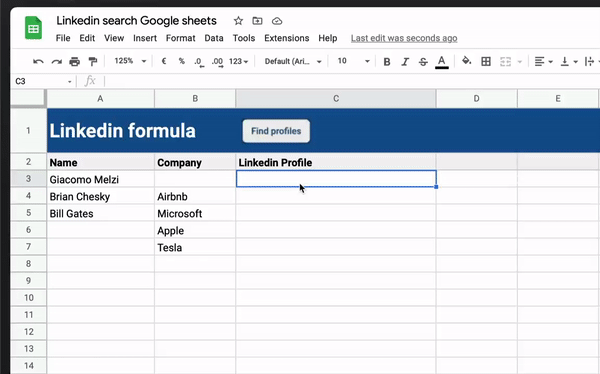 Linkedin search Google sheets
File Edit View Insert Format Data Tools Extensions Help Last edit was seconds ago
125% € % .0 .00 123 Default (Ari... 10 B I S A
C3 fx
A B C D E
1 Linkedin formula Find profiles
2 Name Company Linkedin Profile
3 Giacomo Melzi
4 Brian Chesky Airbnb
5 Bill Gates Microsoft
6 Apple
7 Tesla
8
9
10
11
12
13
14